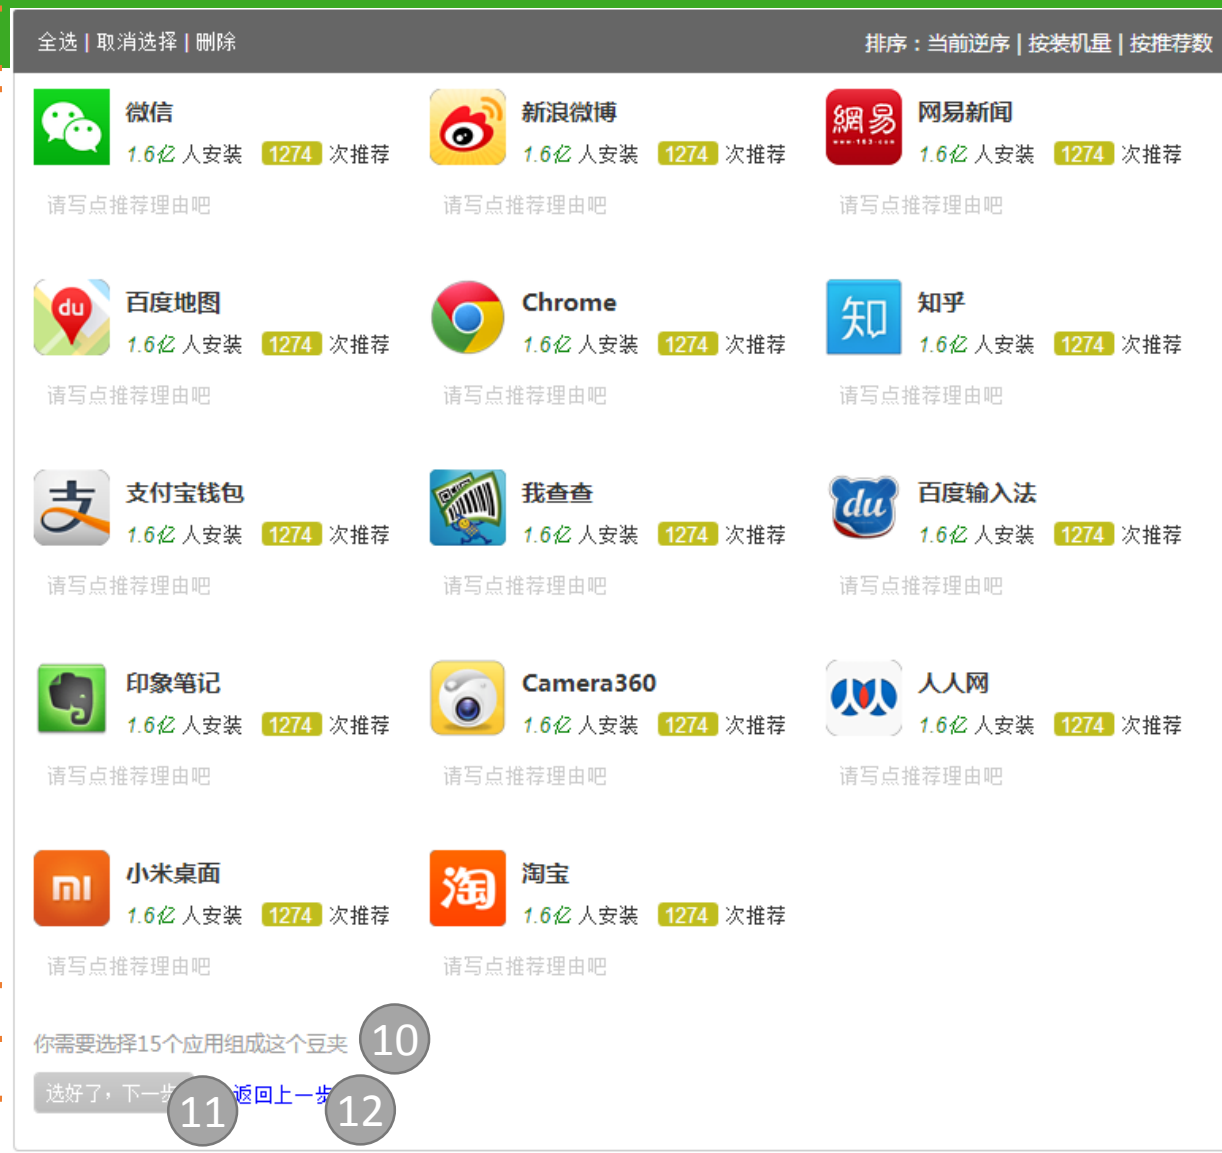 全选 | 取消选择 | 删除
排序：当前逆序 | 按装机量 | 按推荐数
微信
1.6亿 人安装 1274 次推荐
请写点推荐理由吧
新浪微博
1.6亿 人安装 1274 次推荐
请写点推荐理由吧
網易
www·163·com
网易新闻
1.6亿 人安装 1274 次推荐
请写点推荐理由吧
du
百度地图
1.6亿 人安装 1274 次推荐
请写点推荐理由吧
Chrome
1.6亿 人安装 1274 次推荐
请写点推荐理由吧
知
知乎
1.6亿 人安装 1274 次推荐
请写点推荐理由吧
支
支付宝钱包
1.6亿 人安装 1274 次推荐
请写点推荐理由吧
我查查
1.6亿 人安装 1274 次推荐
请写点推荐理由吧
du
百度输入法
1.6亿 人安装 1274 次推荐
请写点推荐理由吧
印象笔记
1.6亿 人安装 1274 次推荐
请写点推荐理由吧
Camera360
1.6亿 人安装 1274 次推荐
请写点推荐理由吧
人人网
1.6亿 人安装 1274 次推荐
请写点推荐理由吧
mi
小米桌面
1.6亿 人安装 1274 次推荐
请写点推荐理由吧
淘
淘宝
1.6亿 人安装 1274 次推荐
请写点推荐理由吧
你需要选择15个应用组成这个豆夹 10
选好了，下一步 11 返回上一步 12